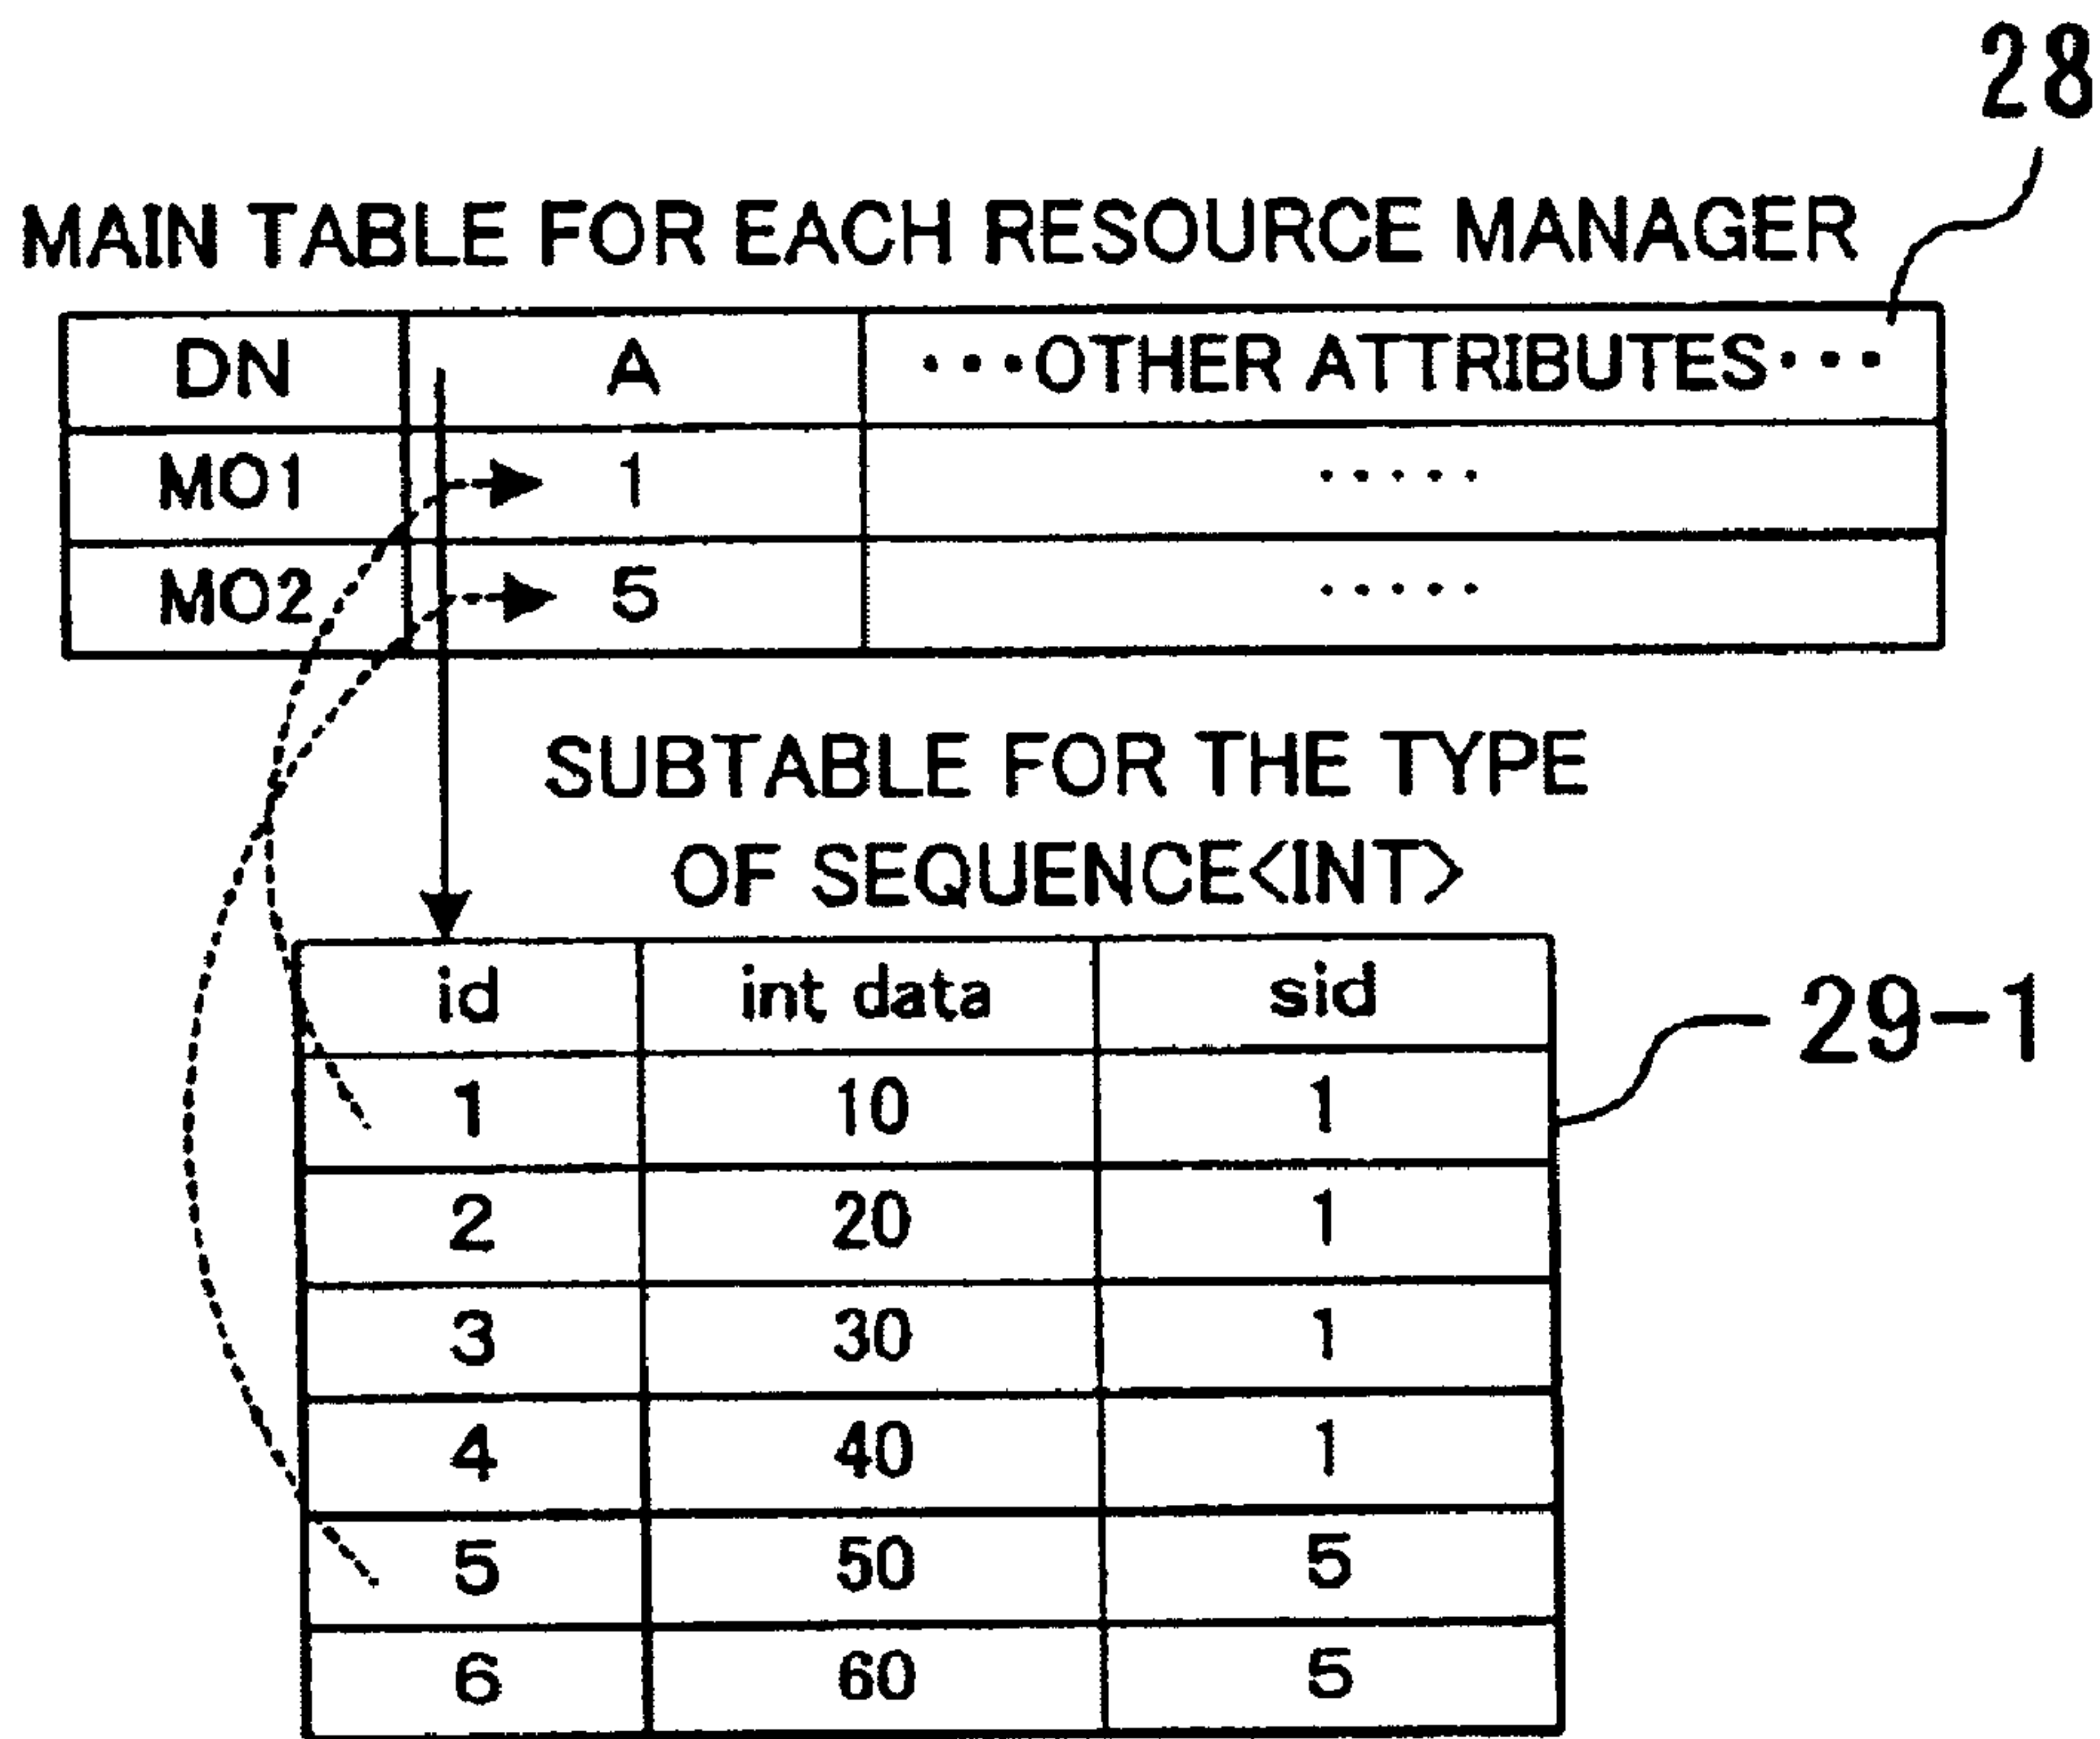 28
MAIN TABLE FOR EACH RESOURCE MANAGER
DN A ···OTHER ATTRIBUTES···
MO1 1 ·····
MO2 5 ·····
SUBTABLE FOR THE TYPE
OF SEQUENCE<INT>
id int data sid
29-1
1 10 1
2 20 1
3 30 1
4 40 1
5 50 5
6 60 5